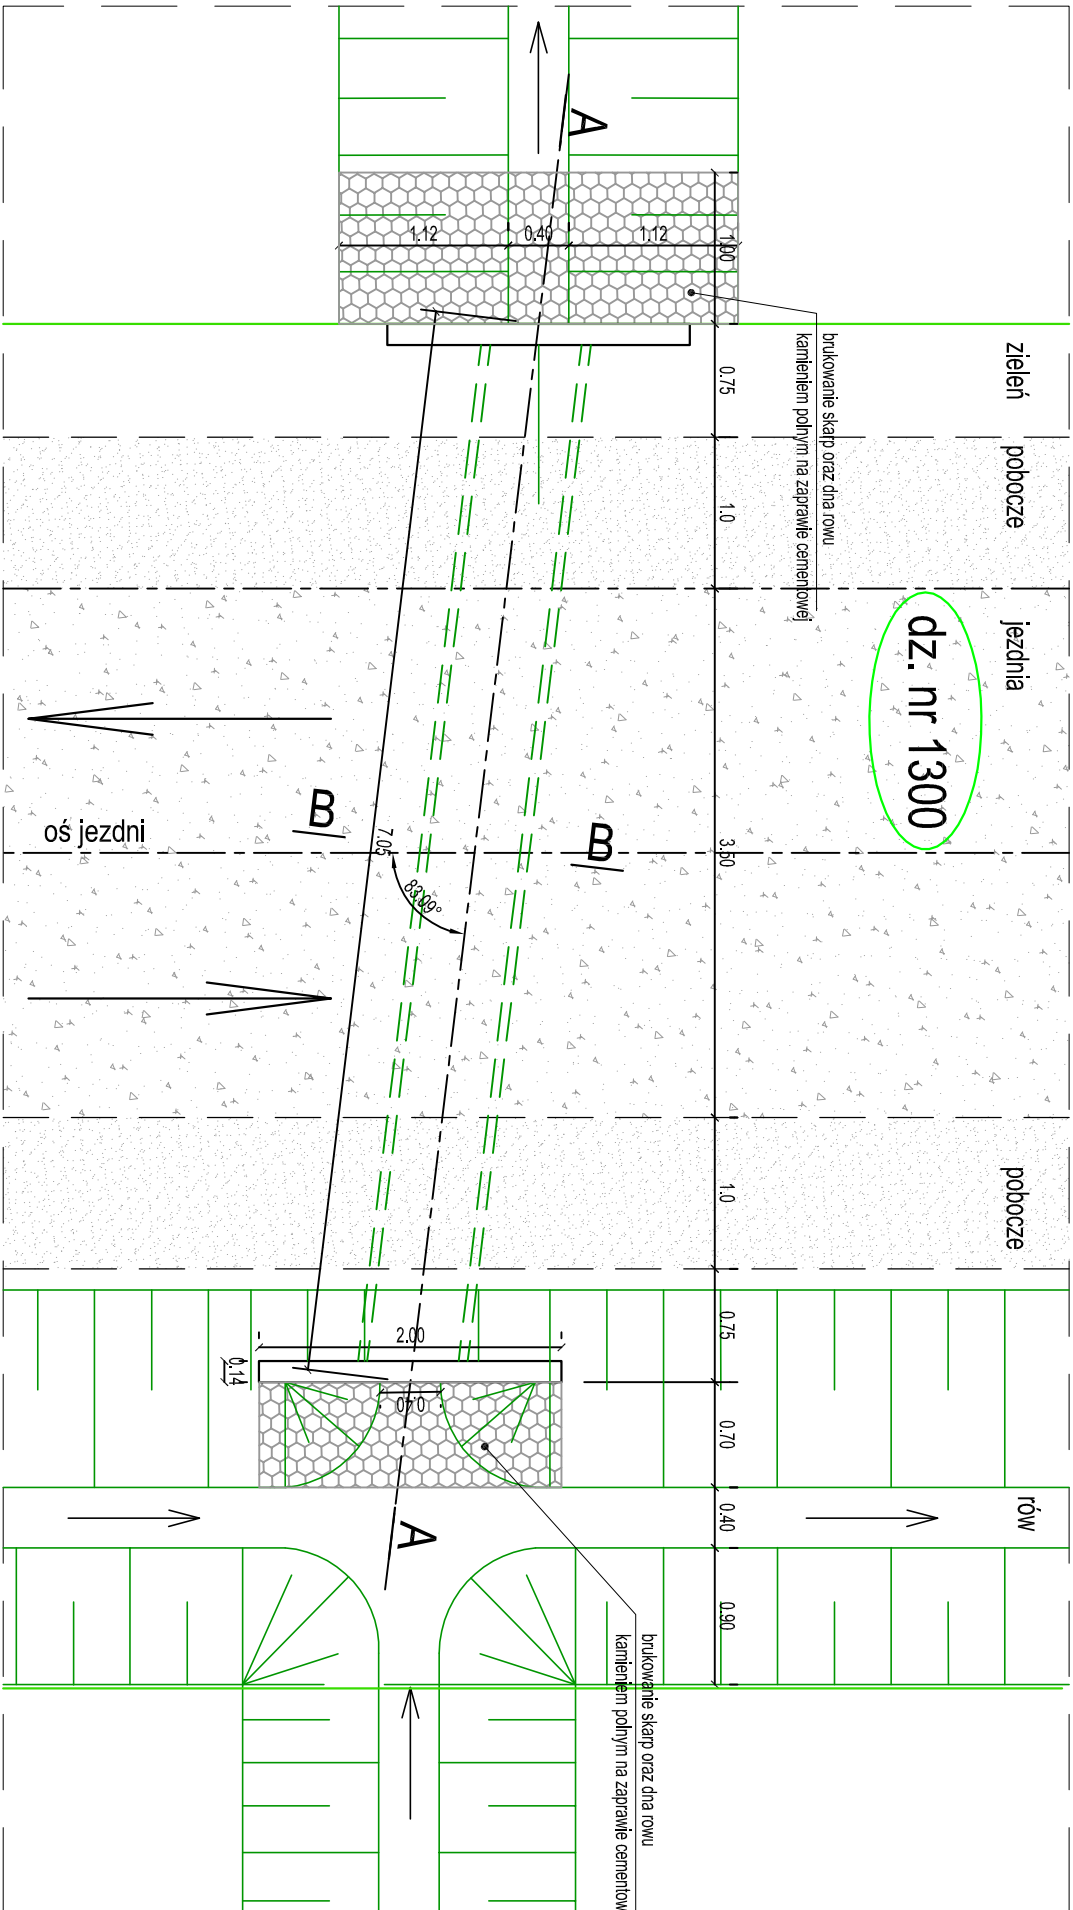 A
1.12
0.40
1.12
1.00
brukowanie skarp oraz dna rowu
kamieniem polnym na zaprawie cementowej
zieleń
0.75
pobocze
1.0
jezdnia
dz. nr 1300
B
B
oś jezdni
7.05
83.09°
3.50
1.0
pobocze
2.00
0.75
0.14
0.40
0.70
rów
0.40
A
0.90
brukowanie skarp oraz dna rowu
kamieniem polnym na zaprawie cementow